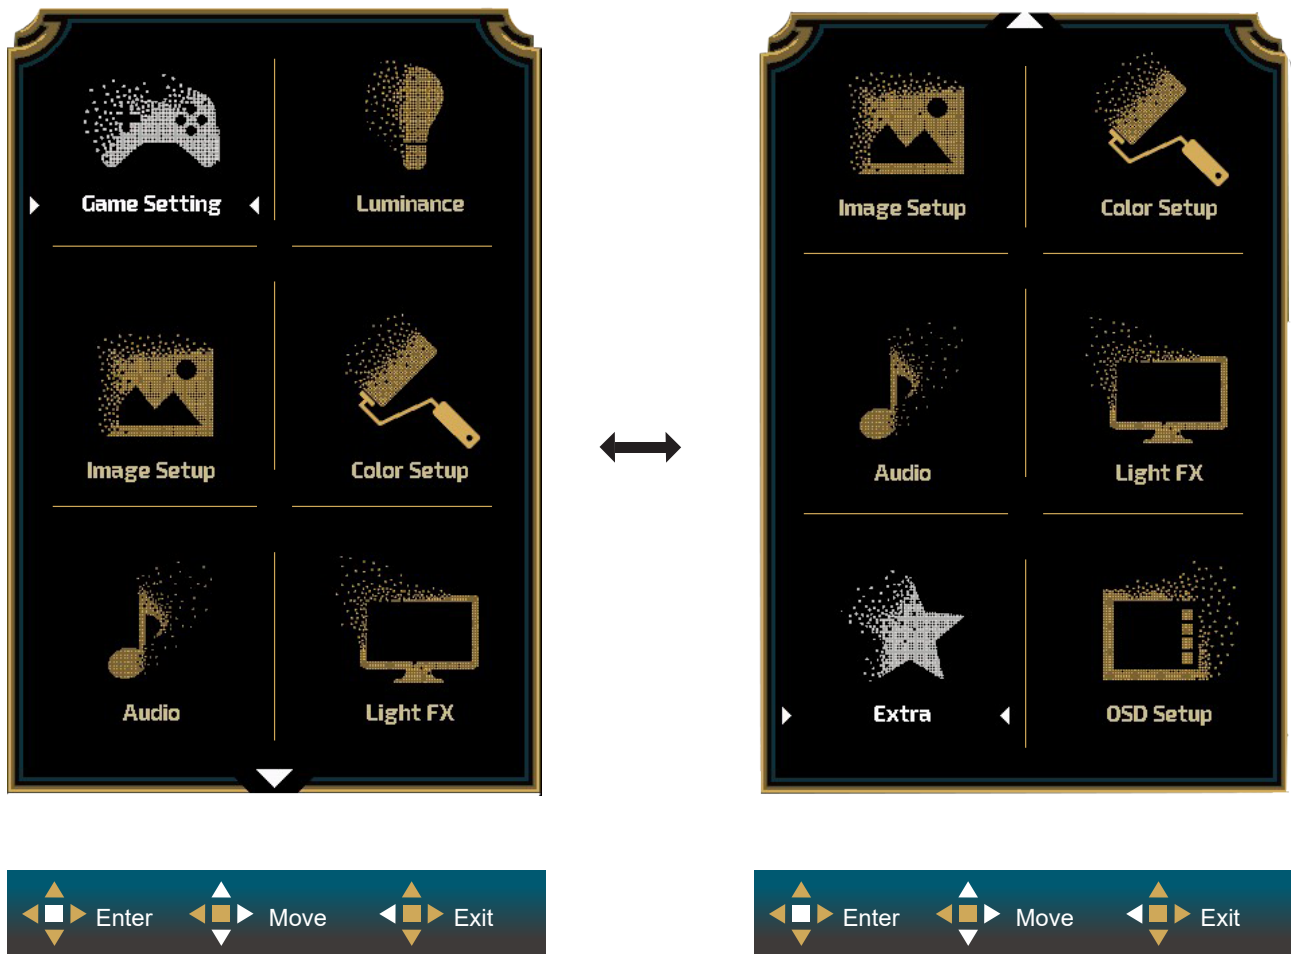 Game Setting
Luminance
Image Setup
Color Setup
Audio
Light FX
Enter
Move
Exit
Image Setup
Color Setup
Audio
Light FX
Extra
OSD Setup
Enter
Move
Exit